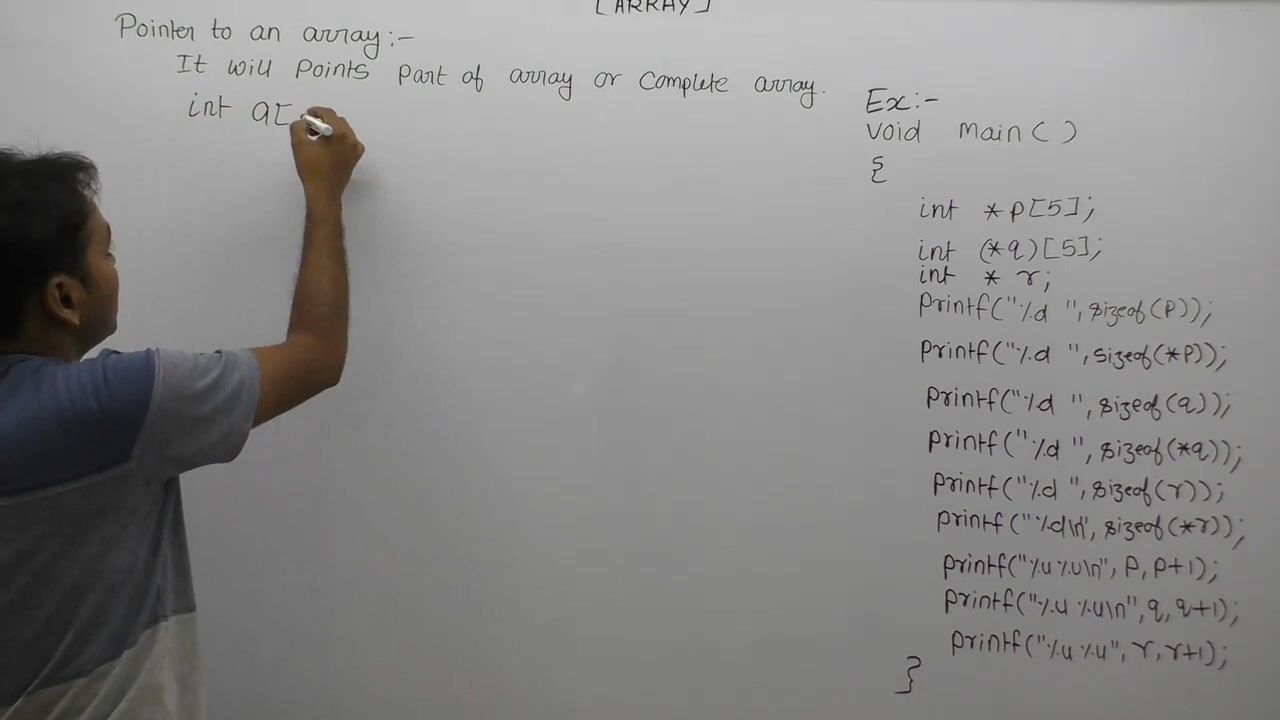 [ARRAY]
Pointer to an array:-
It will Points Part of array or Complete array.
int a[
Ex:-
void main()
{
int *p[5];
int (*q)[5];
int * r;
Printf("%d ", sizeof(p));
Printf("%d ", sizeof(*p));
Printf("%d ", sizeof(q));
Printf("%d ", sizeof(*q));
Printf("%d ", sizeof(r));
Printf("%d\n", sizeof(*r));
Printf("%u %u\n", p, p+1);
Printf("%u %u\n", q, q+1);
Printf("%u %u", r, r+1);
}